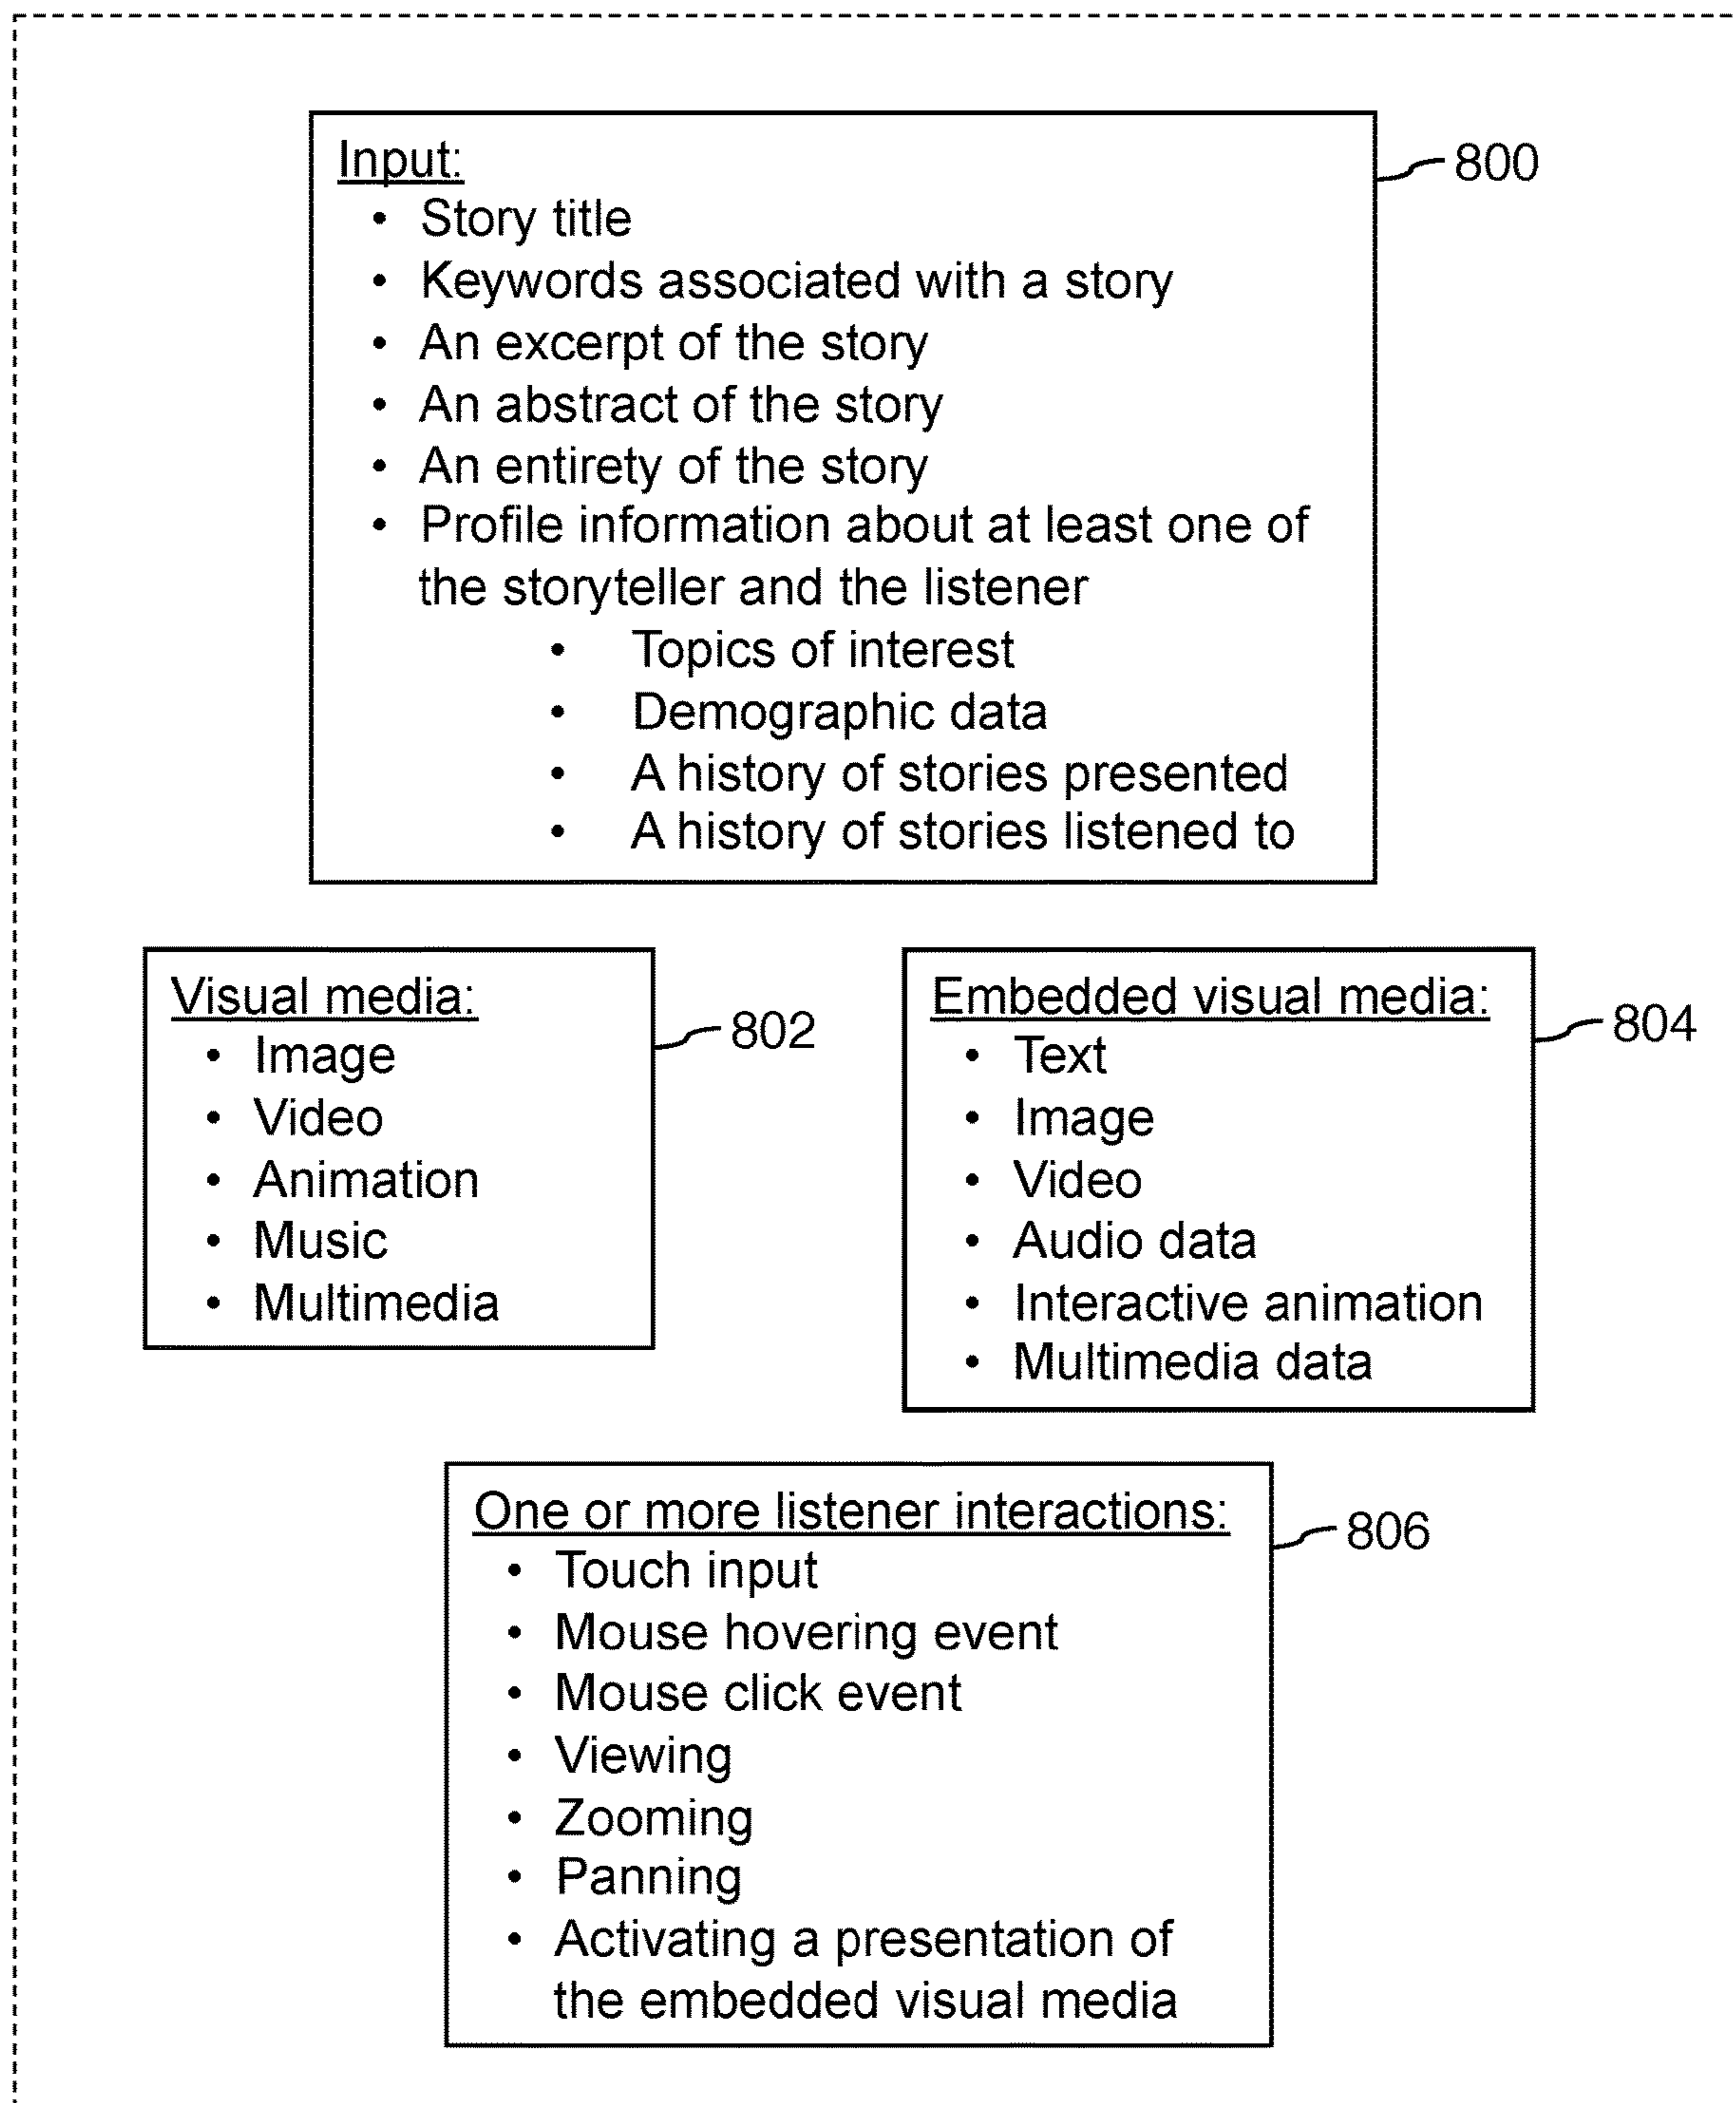 Input:
• Story title
• Keywords associated with a story
• An excerpt of the story
• An abstract of the story
• An entirety of the story
• Profile information about at least one of
the storyteller and the listener
• Topics of interest
• Demographic data
• A history of stories presented
• A history of stories listened to
800
Visual media:
• Image
• Video
• Animation
• Music
• Multimedia
802
Embedded visual media:
• Text
• Image
• Video
• Audio data
• Interactive animation
• Multimedia data
804
One or more listener interactions:
• Touch input
• Mouse hovering event
• Mouse click event
• Viewing
• Zooming
• Panning
• Activating a presentation of
the embedded visual media
806